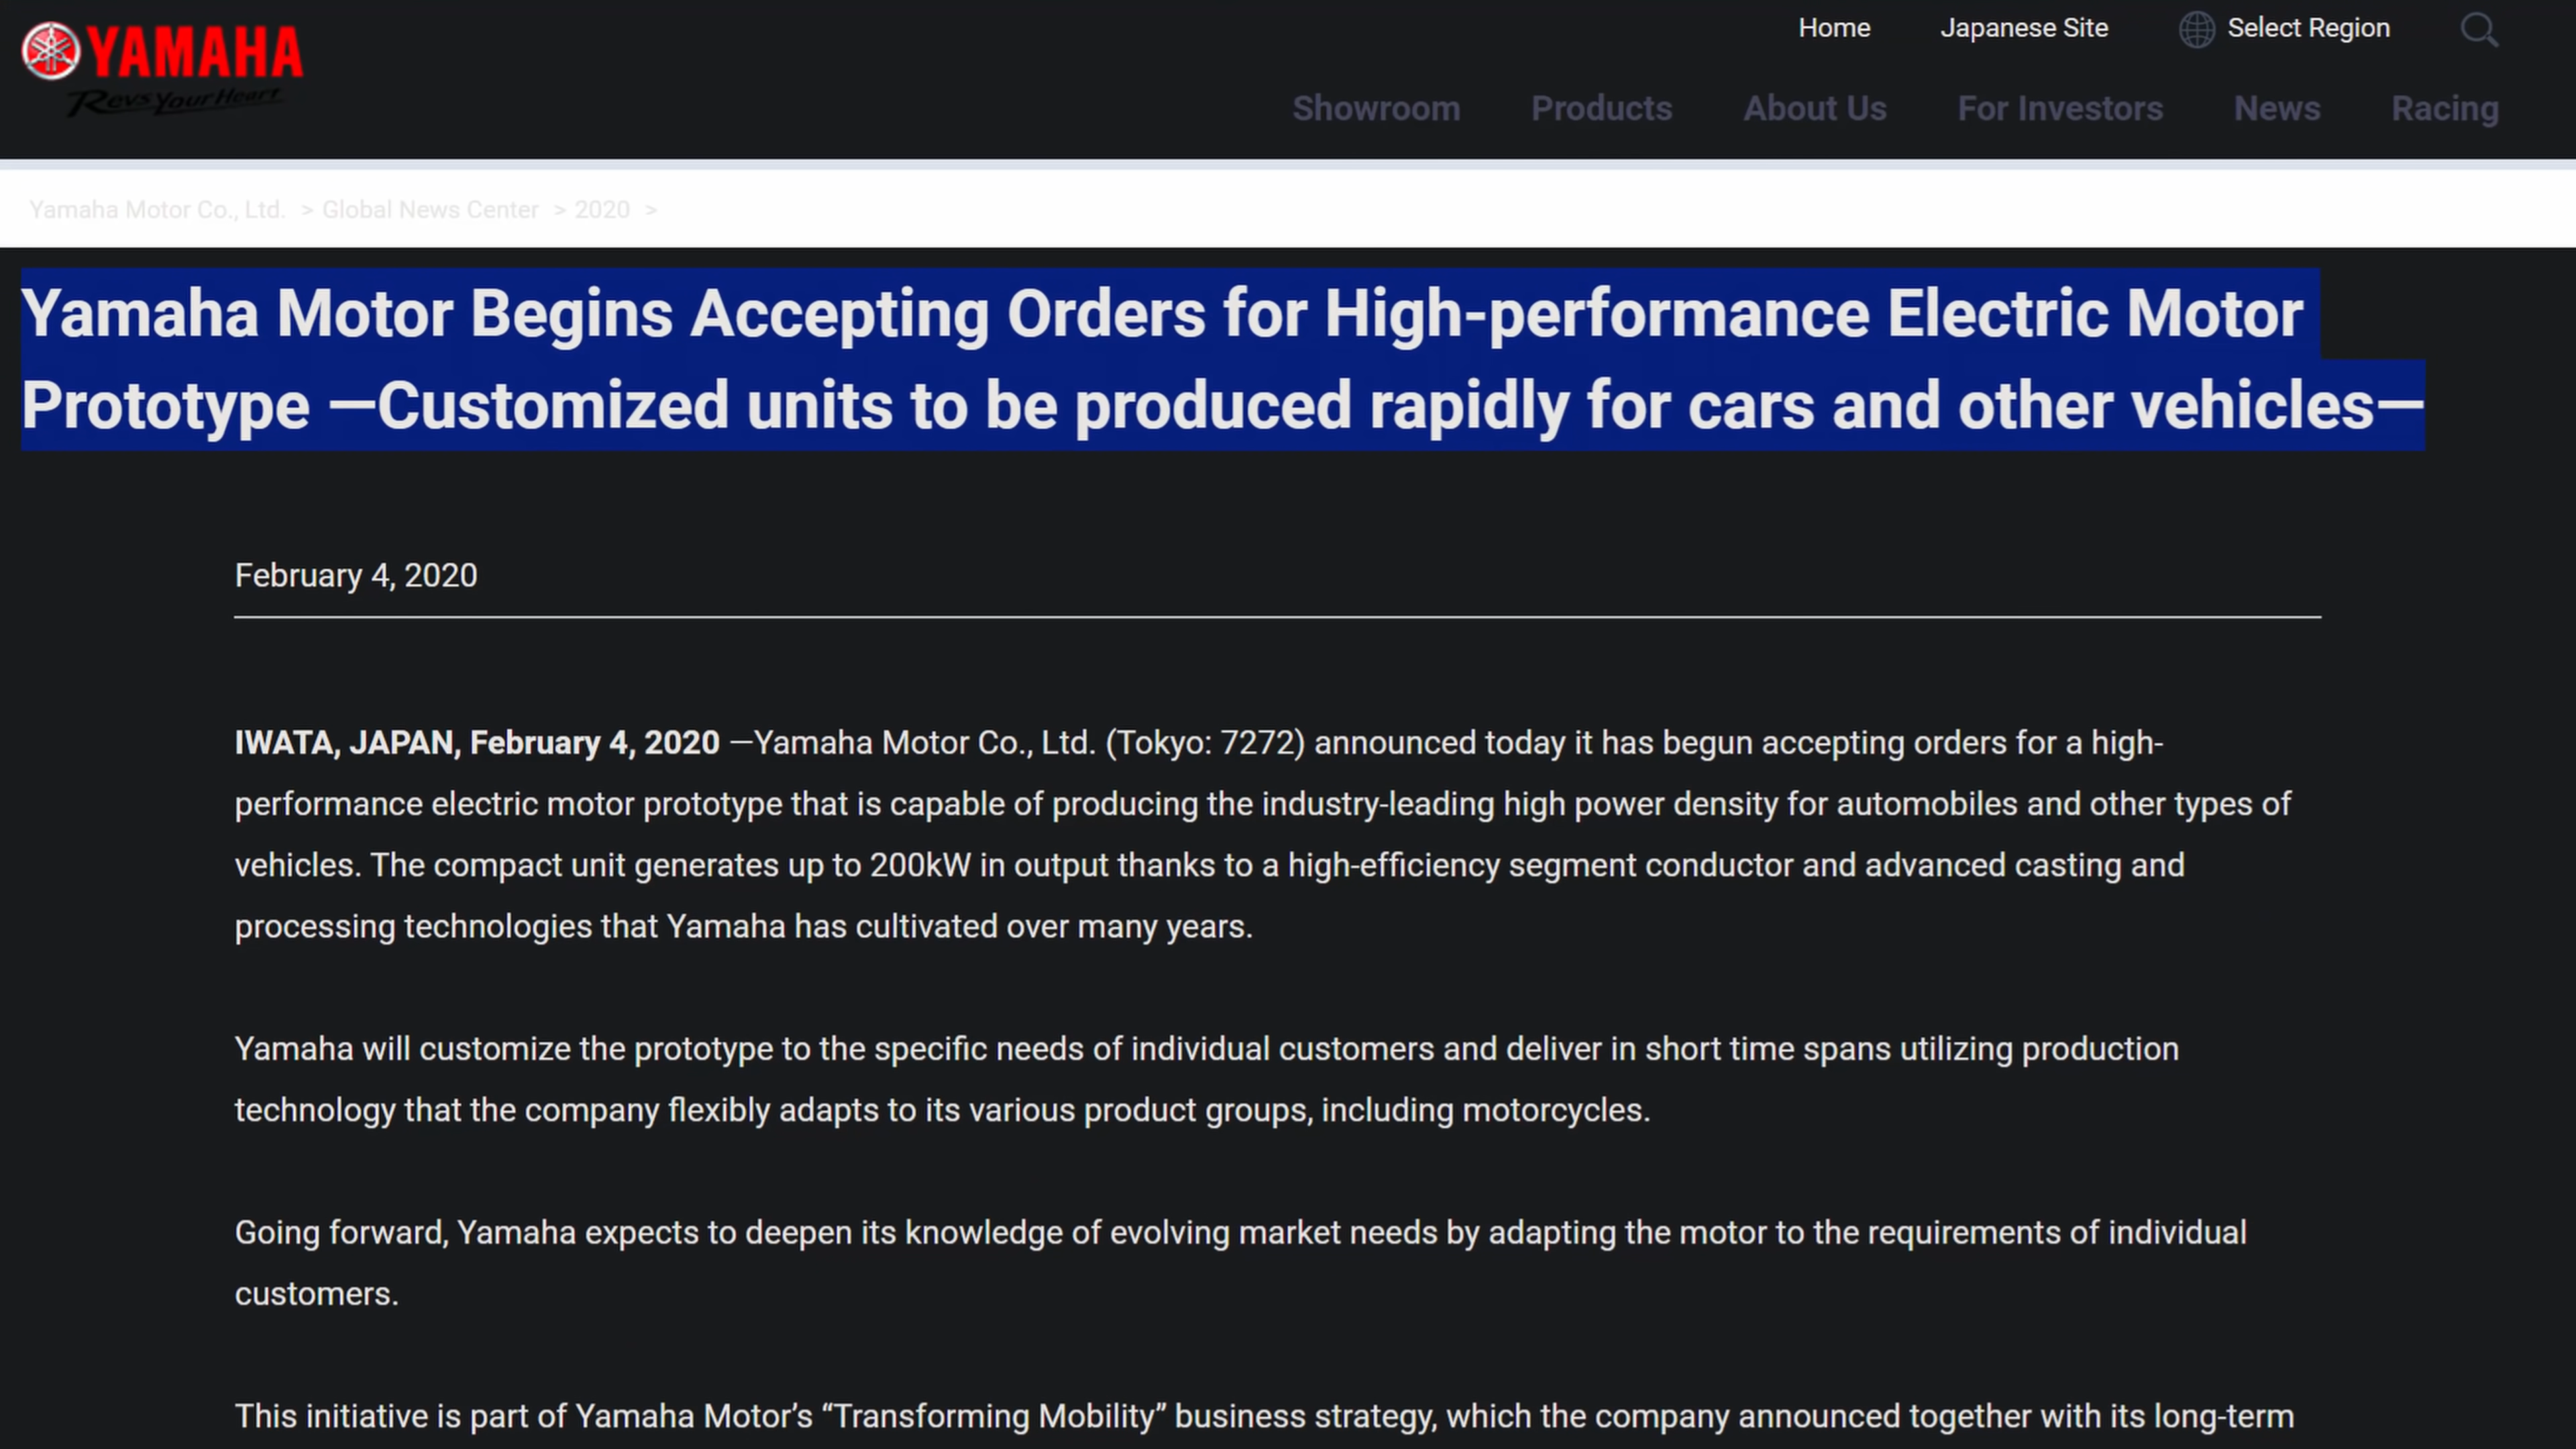 YAMAHA
Revs Your Heart
Home Japanese Site Select Region
Showroom Products About Us For Investors News Racing
Yamaha Motor Co., Ltd. > Global News Center > 2020 >
Yamaha Motor Begins Accepting Orders for High-performance Electric Motor
Prototype —Customized units to be produced rapidly for cars and other vehicles—
February 4, 2020
IWATA, JAPAN, February 4, 2020 —Yamaha Motor Co., Ltd. (Tokyo: 7272) announced today it has begun accepting orders for a high-
performance electric motor prototype that is capable of producing the industry-leading high power density for automobiles and other types of
vehicles. The compact unit generates up to 200kW in output thanks to a high-efficiency segment conductor and advanced casting and
processing technologies that Yamaha has cultivated over many years.
Yamaha will customize the prototype to the specific needs of individual customers and deliver in short time spans utilizing production
technology that the company flexibly adapts to its various product groups, including motorcycles.
Going forward, Yamaha expects to deepen its knowledge of evolving market needs by adapting the motor to the requirements of individual
customers.
This initiative is part of Yamaha Motor’s “Transforming Mobility” business strategy, which the company announced together with its long-term